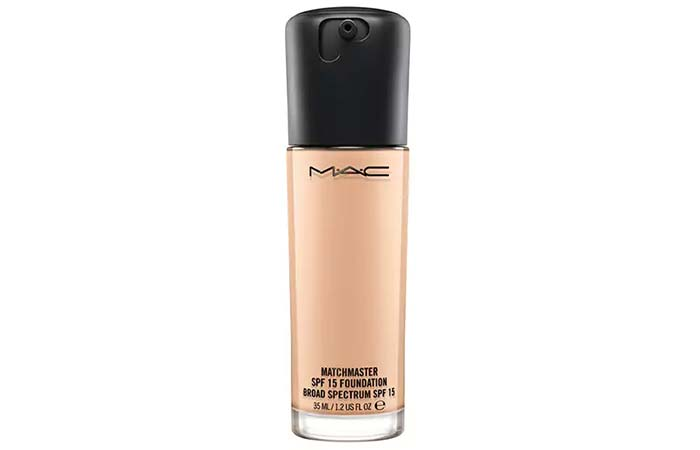 M·A·C
MATCHMASTER
SPF 15 FOUNDATION
BROAD SPECTRUM SPF 15
35 ML / 1.2 US FL OZ ℮